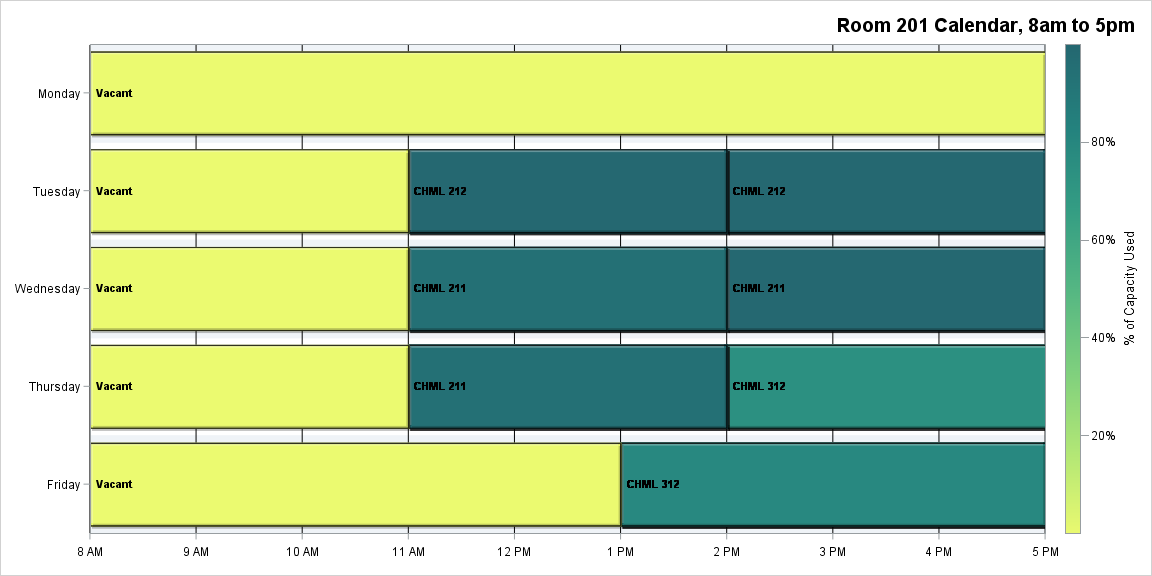 Room 201 Calendar, 8am to 5pm
Monday
Vacant
Tuesday
Vacant
CHML 212
CHML 212
Wednesday
Vacant
CHML 211
CHML 211
Thursday
Vacant
CHML 211
CHML 312
Friday
Vacant
CHML 312
8 AM
9 AM
10 AM
11 AM
12 PM
1 PM
2 PM
3 PM
4 PM
5 PM
80%
60%
40%
20%
% of Capacity Used